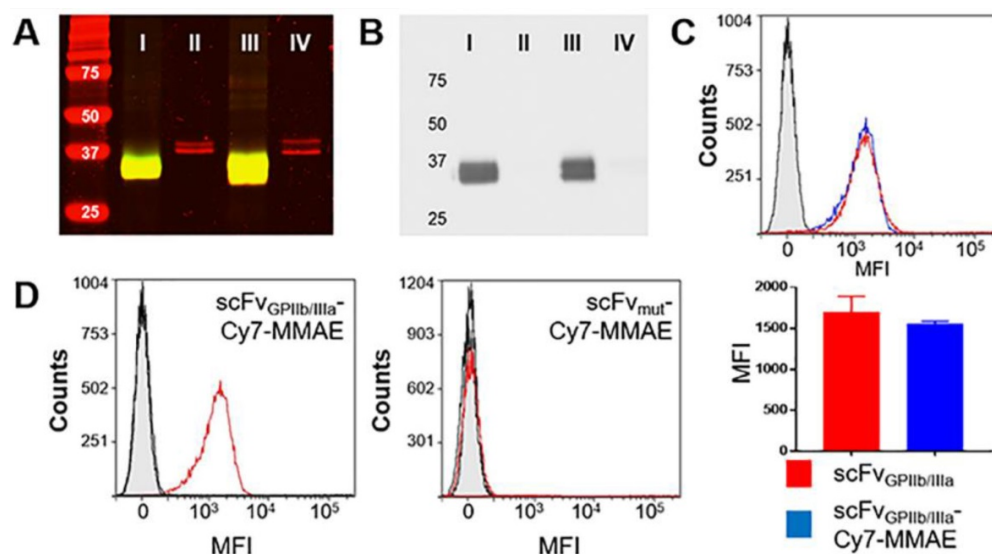 A
I II III IV
75
50
37
25
B
I II III IV
75
50
37
25
C
1004
753
502
251
Counts
0 10³ 10⁴ 10⁵
MFI
D
1004
753
502
251
Counts
scFvGPIIb/IIIa-
Cy7-MMAE
0 10³ 10⁴ 10⁵
MFI
1204
903
602
301
Counts
scFvmut-
Cy7-MMAE
0 10³ 10⁴ 10⁵
MFI
2000
1500
1000
500
0
MFI
scFvGPIIb/IIIa
scFvGPIIb/IIIa-
Cy7-MMAE